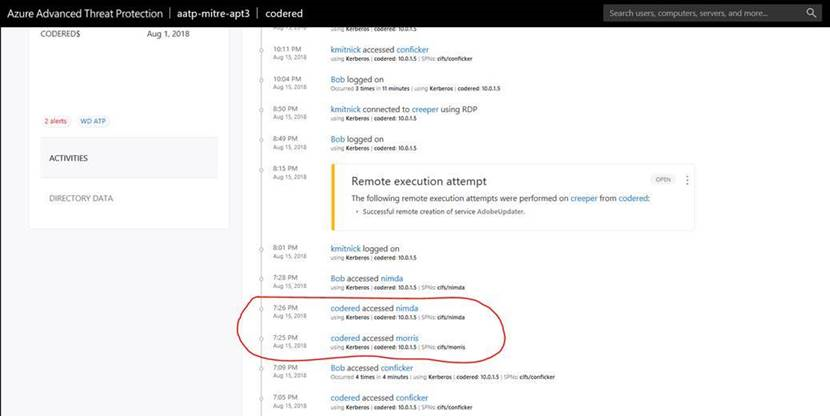 Azure Advanced Threat Protection | aatp-mitre-apt3 | codered
Search users, computers, servers, and more...
CODERED$ Aug 1, 2018
2 alerts WD ATP
ACTIVITIES
DIRECTORY DATA
using Kerberos | codered: 10.0.1.5
10:11 PM kmitnick accessed conficker
Aug 15, 2018 using Kerberos | codered: 10.0.1.5 | SPNs: cifs/conficker
10:04 PM Bob logged on
Aug 15, 2018 Occurred 3 times in 11 minutes | using Kerberos | codered: 10.0.1.5
8:50 PM kmitnick connected to creeper using RDP
Aug 15, 2018 using Kerberos | codered: 10.0.1.5
8:49 PM Bob logged on
Aug 15, 2018 using Kerberos | codered: 10.0.1.5
8:15 PM
Aug 15, 2018
Remote execution attempt OPEN
The following remote execution attempts were performed on creeper from codered:
• Successful remote creation of service AdobeUpdater.
8:01 PM kmitnick logged on
Aug 15, 2018 using Kerberos | codered: 10.0.1.5
7:28 PM Bob accessed nimda
Aug 15, 2018 using Kerberos | codered: 10.0.1.5 | SPNs: cifs/nimda
7:26 PM codered accessed nimda
Aug 15, 2018 using Kerberos | codered: 10.0.1.5 | SPNs: cifs/nimda
7:25 PM codered accessed morris
Aug 15, 2018 using Kerberos | codered: 10.0.1.5 | SPNs: cifs/morris
7:09 PM Bob accessed conficker
Aug 15, 2018 Occurred 4 times in 4 minutes | using Kerberos | codered: 10.0.1.5 | SPNs: cifs/conficker
7:05 PM codered accessed conficker
Aug 15, 2018 using Kerberos | codered: 10.0.1.5 | SPNs: cifs/conficker